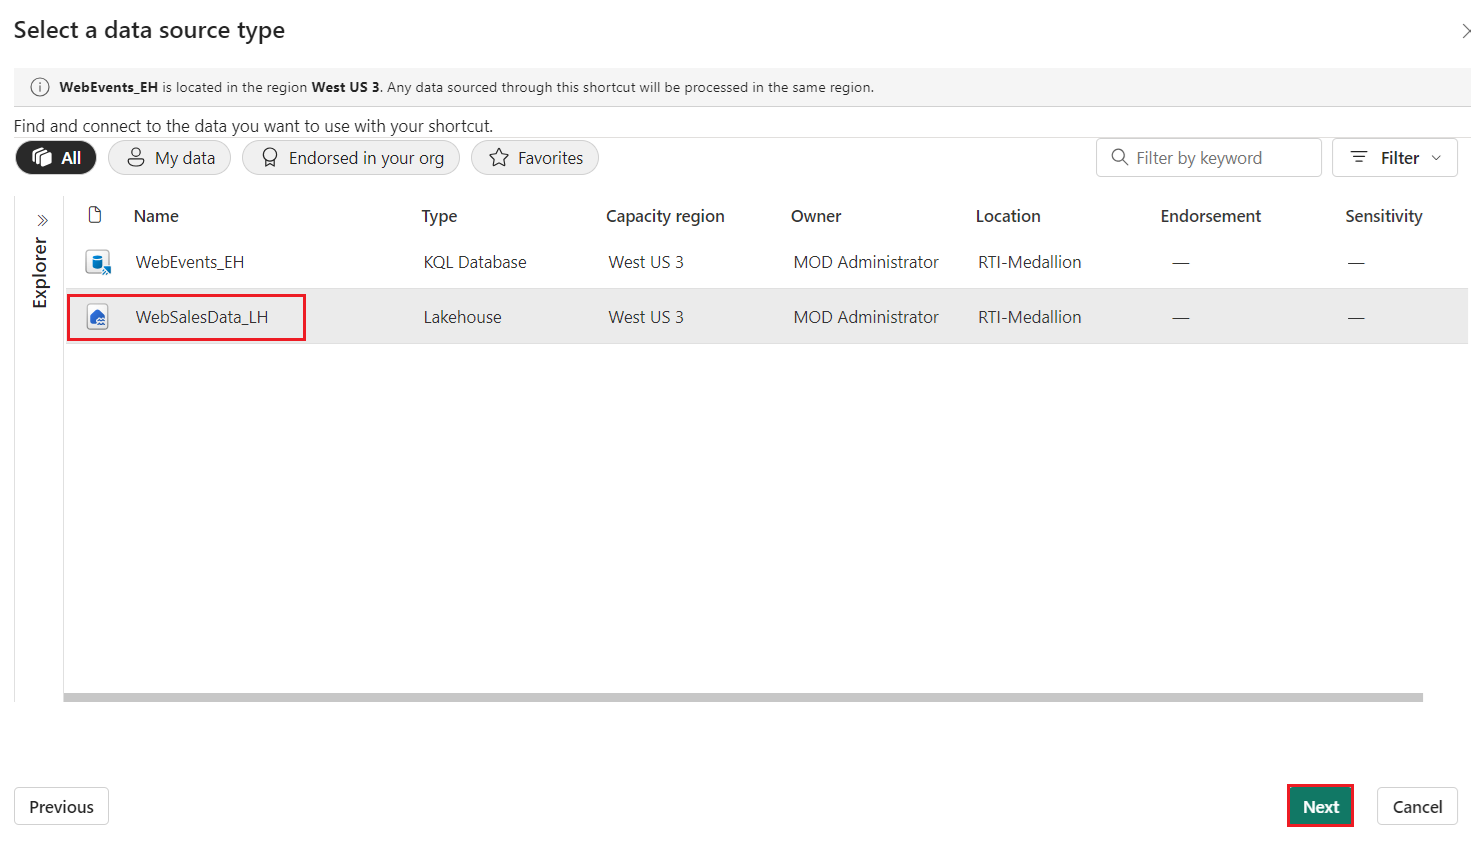 Select a data source type
WebEvents_EH is located in the region West US 3. Any data sourced through this shortcut will be processed in the same region.
Find and connect to the data you want to use with your shortcut.
All My data Endorsed in your org Favorites Filter by keyword Filter
Explorer
Name Type Capacity region Owner Location Endorsement Sensitivity
WebEvents_EH KQL Database West US 3 MOD Administrator RTI-Medallion — —
WebSalesData_LH Lakehouse West US 3 MOD Administrator RTI-Medallion — —
Previous Next Cancel